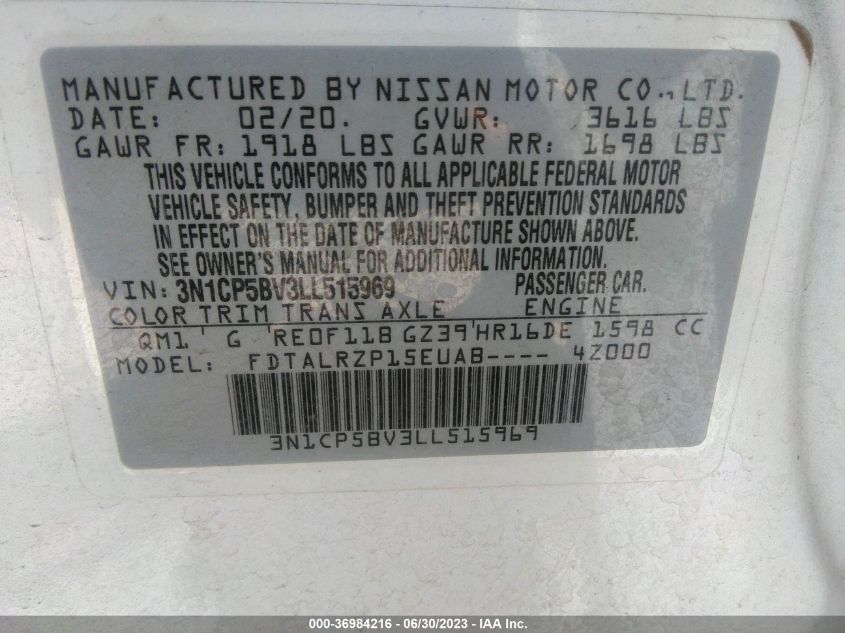 MANUFACTURED BY NISSAN MOTOR CO., LTD.
DATE: 02/20. GVWR: 3616 LBS
GAWR FR: 1918 LBS GAWR RR: 1698 LBS
THIS VEHICLE CONFORMS TO ALL APPLICABLE FEDERAL MOTOR
VEHICLE SAFETY, BUMPER AND THEFT PREVENTION STANDARDS
IN EFFECT ON THE DATE OF MANUFACTURE SHOWN ABOVE.
SEE OWNER'S MANUAL FOR ADDITIONAL INFORMATION.
VIN: 3N1CP5BV3LL515969 PASSENGER CAR.
COLOR TRIM TRANS AXLE ENGINE
QM1 ' G ' RE0F11B GZ39 ' HR16DE 1598 CC
MODEL: FDTALRZP15EUAB---- 4Z000
3N1CP5BV3LL515969
000-36984216 - 06/30/2023 - IAA Inc.